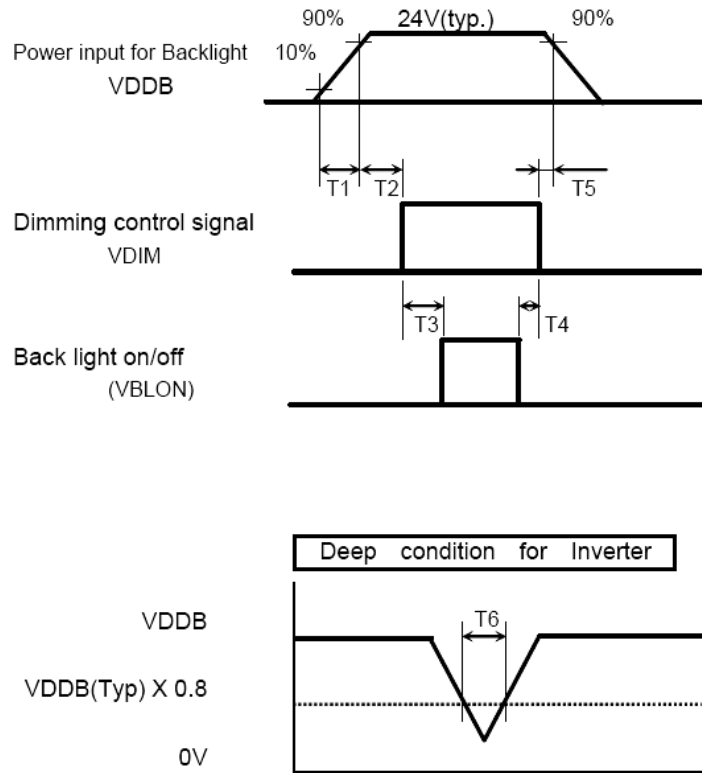 90% 24V(typ.) 90%
Power input for Backlight 10%
VDDB
T1 T2 T5
Dimming control signal
VDIM
T3 T4
Back light on/off
(VBLON)
Deep condition for Inverter
VDDB T6
VDDB(Typ) X 0.8
0V